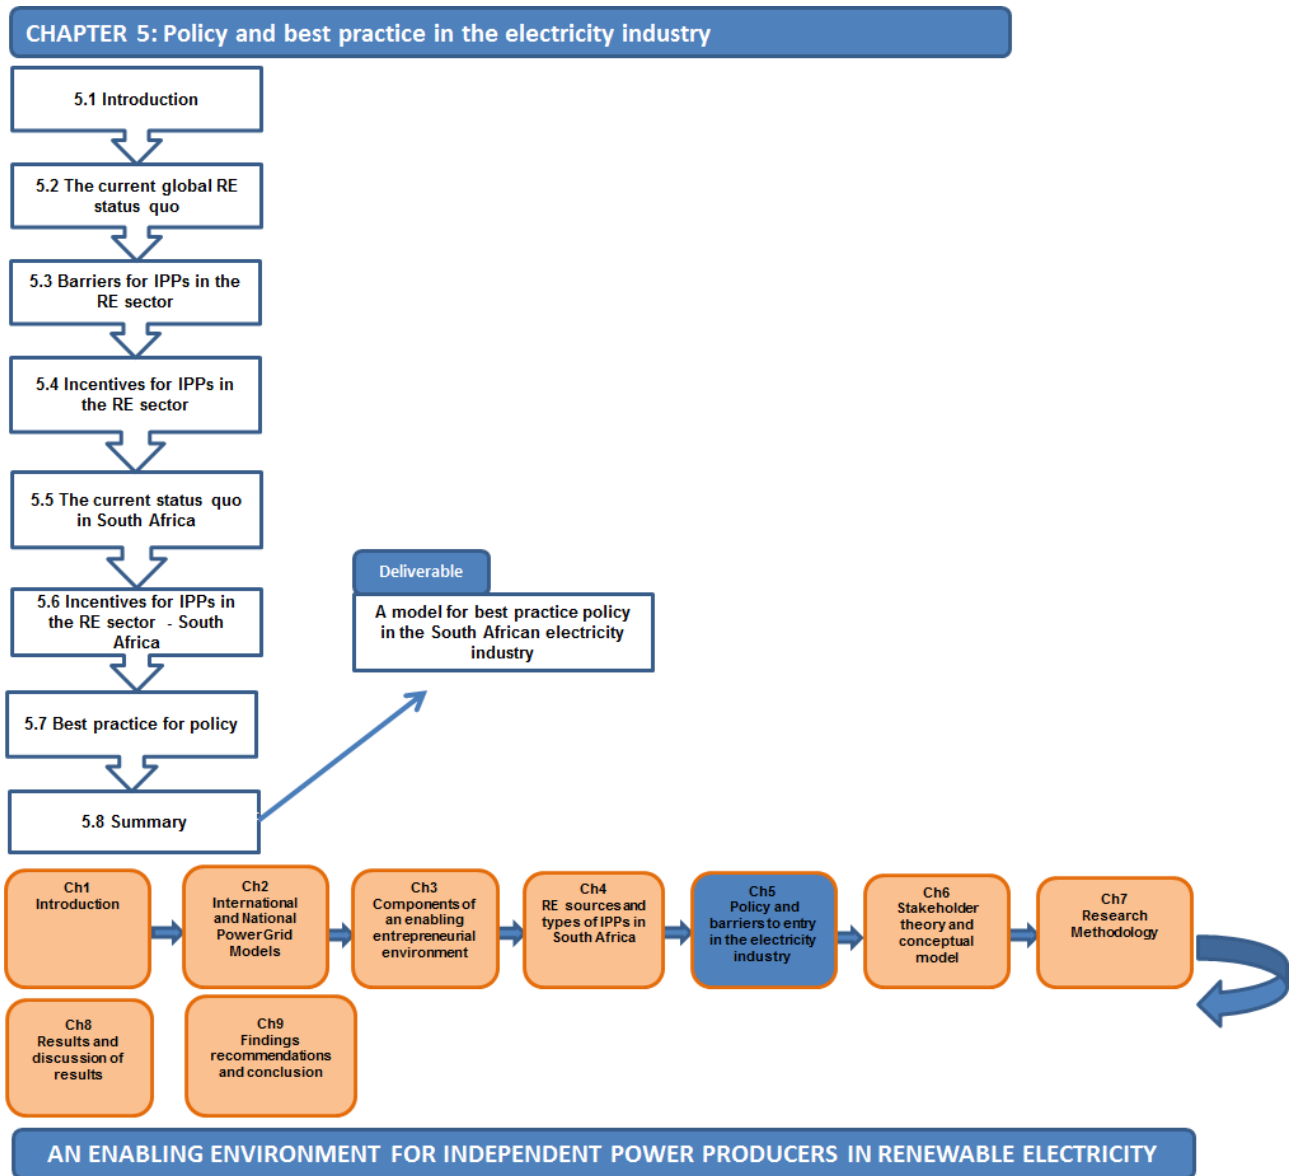 CHAPTER 5: Policy and best practice in the electricity industry
5.1 Introduction
5.2 The current global RE
status quo
5.3 Barriers for IPPs in the
RE sector
5.4 Incentives for IPPs in
the RE sector
5.5 The current status quo
in South Africa
5.6 Incentives for IPPs in
the RE sector - South
Africa
5.7 Best practice for policy
5.8 Summary
Deliverable
A model for best practice policy
in the South African electricity
industry
Ch1
Introduction
Ch2
International
and National
Power Grid
Models
Ch3
Components of
an enabling
entrepreneurial
environment
Ch4
RE sources and
types of IPPs in
South Africa
Ch5
Policy and
barriers to entry
in the electricity
industry
Ch6
Stakeholder
theory and
conceptual
model
Ch7
Research
Methodology
Ch8
Results and
discussion of
results
Ch9
Findings
recommendations
and conclusion
AN ENABLING ENVIRONMENT FOR INDEPENDENT POWER PRODUCERS IN RENEWABLE ELECTRICITY